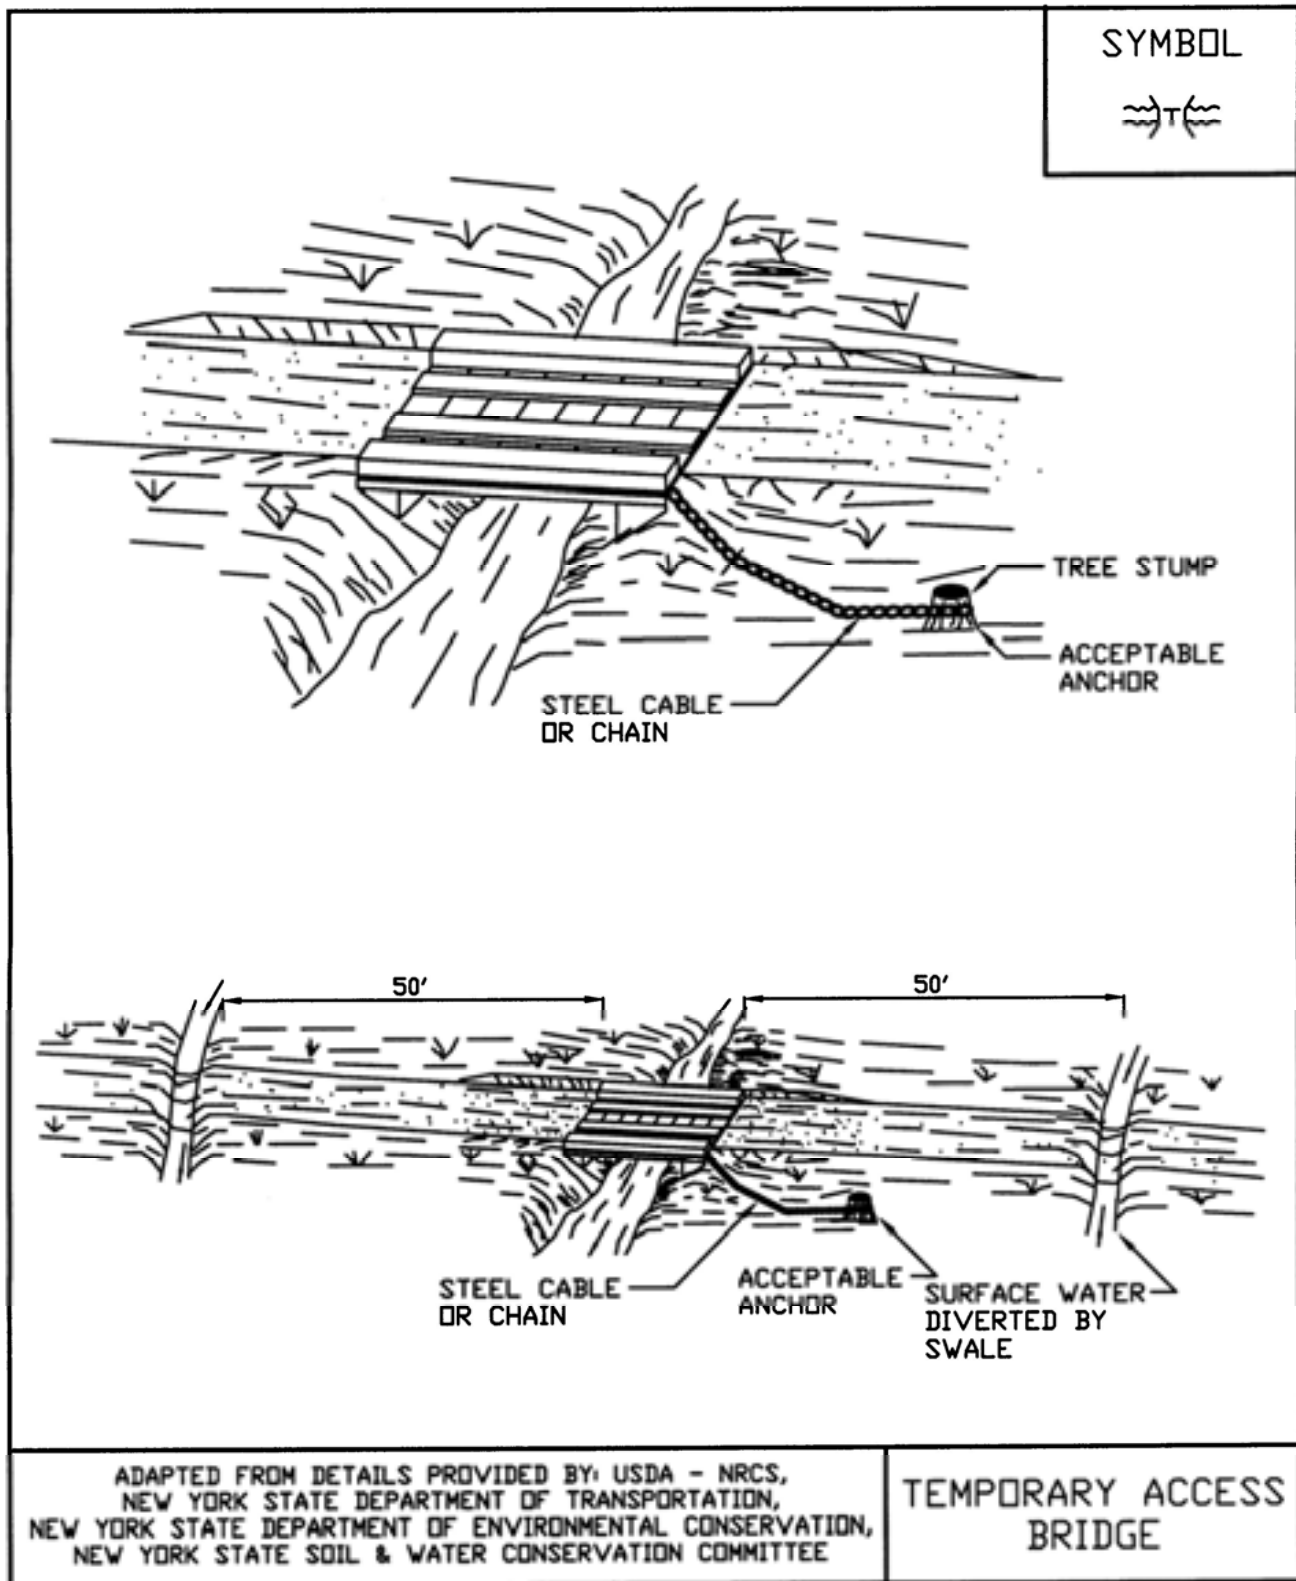 SYMBOL
T
TREE STUMP
ACCEPTABLE
ANCHOR
STEEL CABLE
OR CHAIN
50'
50'
STEEL CABLE
OR CHAIN
ACCEPTABLE
ANCHOR
SURFACE WATER
DIVERTED BY
SWALE
ADAPTED FROM DETAILS PROVIDED BY: USDA - NRCS,
NEW YORK STATE DEPARTMENT OF TRANSPORTATION,
NEW YORK STATE DEPARTMENT OF ENVIRONMENTAL CONSERVATION,
NEW YORK STATE SOIL & WATER CONSERVATION COMMITTEE
TEMPORARY ACCESS
BRIDGE